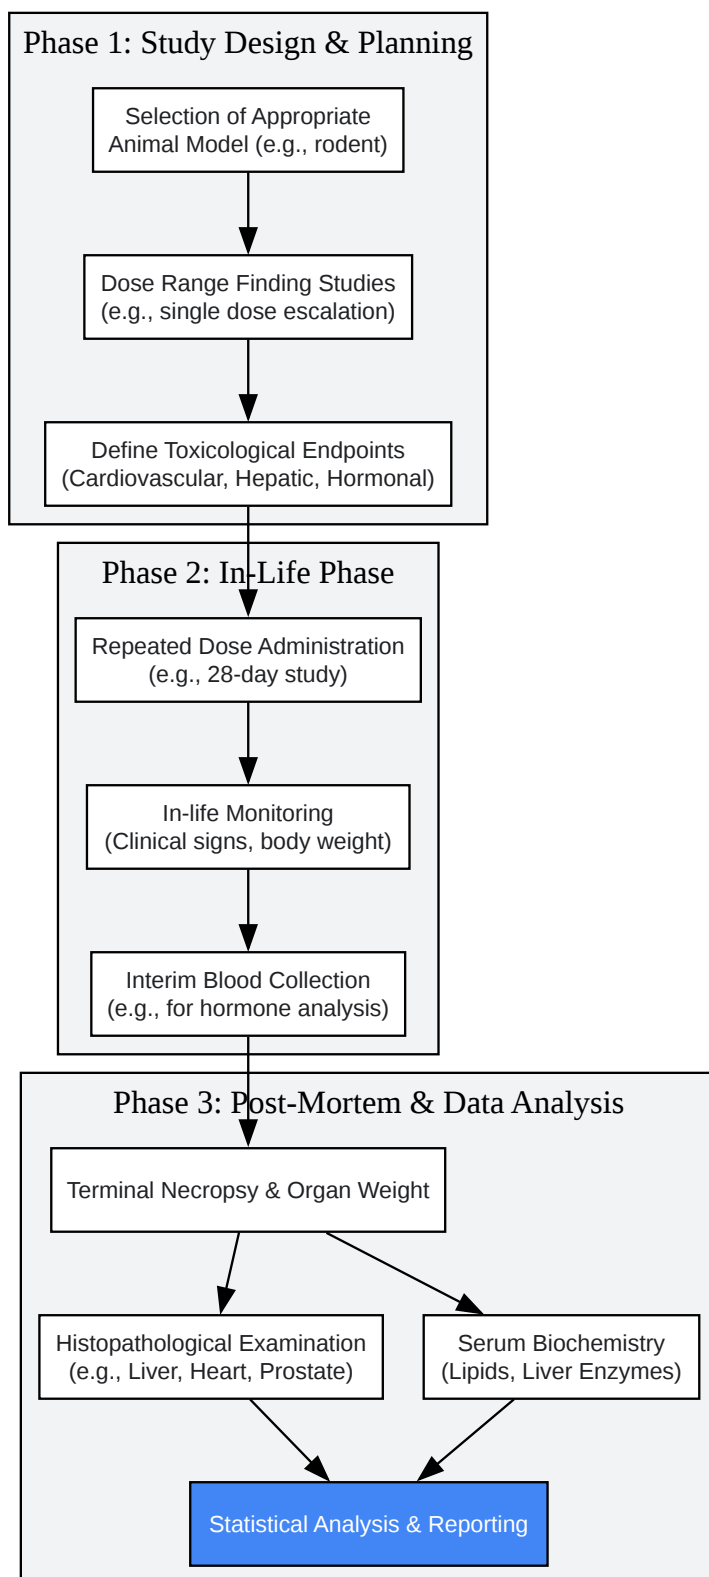 Phase 1: Study Design & Planning
Selection of Appropriate
Animal Model (e.g., rodent)
Dose Range Finding Studies
(e.g., single dose escalation)
Define Toxicological Endpoints
(Cardiovascular, Hepatic, Hormonal)
Phase 2: In-Life Phase
Repeated Dose Administration
(e.g., 28-day study)
In-life Monitoring
(Clinical signs, body weight)
Interim Blood Collection
(e.g., for hormone analysis)
Phase 3: Post-Mortem & Data Analysis
Terminal Necropsy & Organ Weight
Histopathological Examination
(e.g., Liver, Heart, Prostate)
Serum Biochemistry
(Lipids, Liver Enzymes)
Statistical Analysis & Reporting